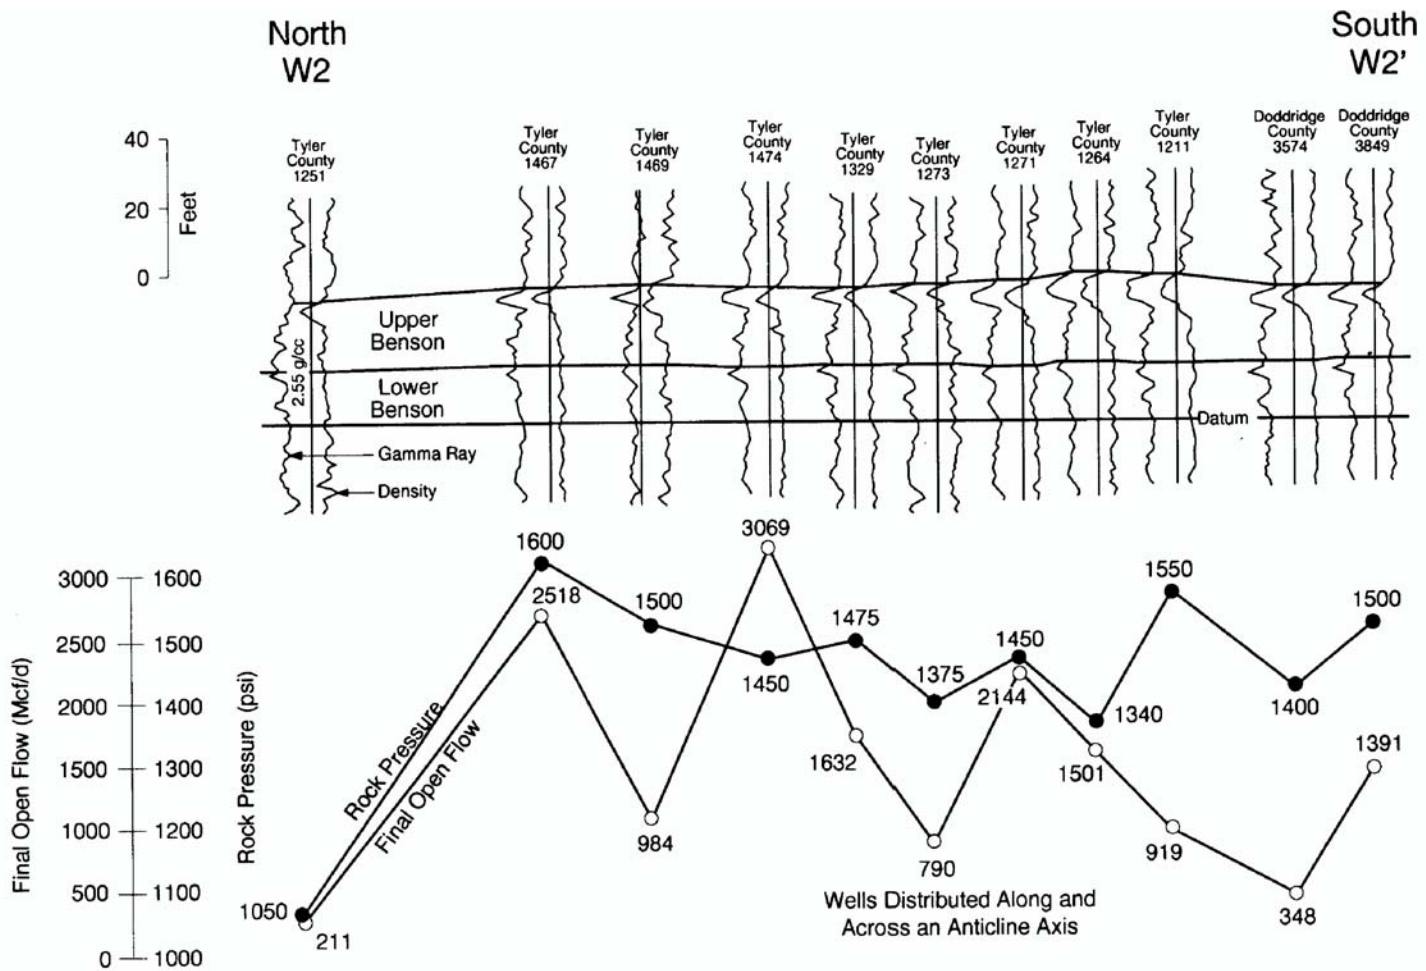 North
W2
South
W2'
40
20
0
Feet
Tyler
County
1251
Tyler
County
1467
Tyler
County
1469
Tyler
County
1474
Tyler
County
1329
Tyler
County
1273
Tyler
County
1271
Tyler
County
1264
Tyler
County
1211
Doddridge
County
3574
Doddridge
County
3849
Upper
Benson
2.55 g/cc
Lower
Benson
Datum
Gamma Ray
Density
Final Open Flow (Mcf/d)
3000
2500
2000
1500
1000
500
0
1600
1500
1400
1300
1200
1100
1000
Rock Pressure (psi)
Rock Pressure
Final Open Flow
1050
211
1600
2518
1500
984
3069
1450
1475
1632
1375
790
1450
2144
1340
1501
1550
919
1400
348
1500
1391
Wells Distributed Along and
Across an Anticline Axis